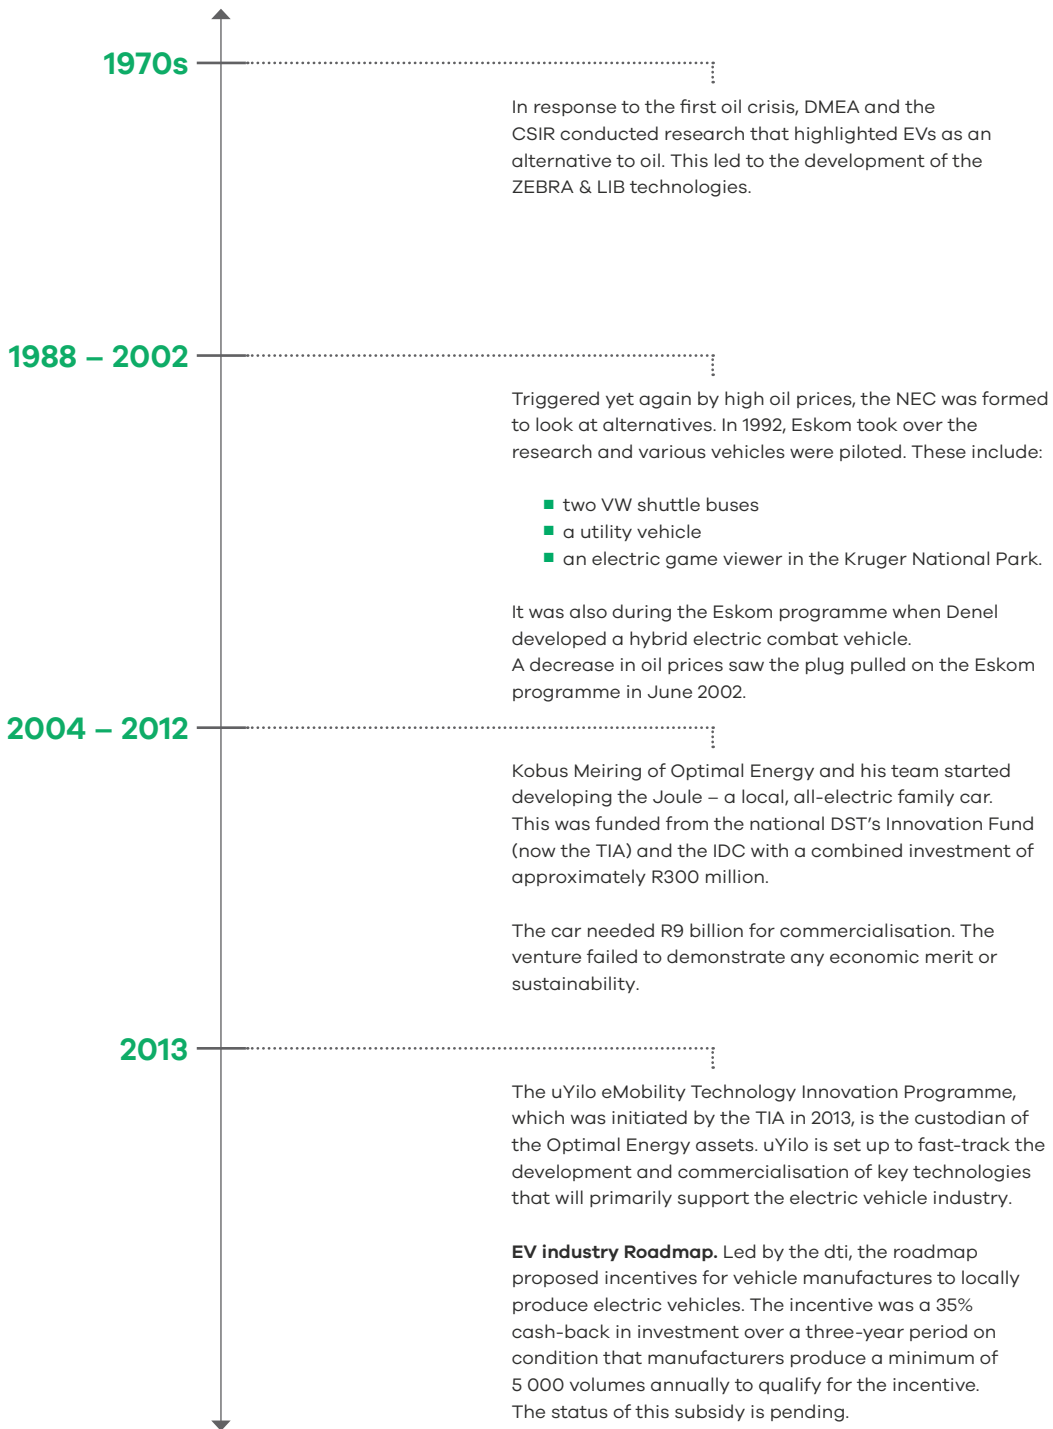 1970s
In response to the first oil crisis, DMEA and the
CSIR conducted research that highlighted EVs as an
alternative to oil. This led to the development of the
ZEBRA & LIB technologies.
1988 – 2002
Triggered yet again by high oil prices, the NEC was formed
to look at alternatives. In 1992, Eskom took over the
research and various vehicles were piloted. These include:
■ two VW shuttle buses
■ a utility vehicle
■ an electric game viewer in the Kruger National Park.
It was also during the Eskom programme when Denel
developed a hybrid electric combat vehicle.
A decrease in oil prices saw the plug pulled on the Eskom
programme in June 2002.
2004 – 2012
Kobus Meiring of Optimal Energy and his team started
developing the Joule – a local, all-electric family car.
This was funded from the national DST’s Innovation Fund
(now the TIA) and the IDC with a combined investment of
approximately R300 million.
The car needed R9 billion for commercialisation. The
venture failed to demonstrate any economic merit or
sustainability.
2013
The uYilo eMobility Technology Innovation Programme,
which was initiated by the TIA in 2013, is the custodian of
the Optimal Energy assets. uYilo is set up to fast-track the
development and commercialisation of key technologies
that will primarily support the electric vehicle industry.
EV industry Roadmap. Led by the dti, the roadmap
proposed incentives for vehicle manufactures to locally
produce electric vehicles. The incentive was a 35%
cash-back in investment over a three-year period on
condition that manufacturers produce a minimum of
5 000 volumes annually to qualify for the incentive.
The status of this subsidy is pending.